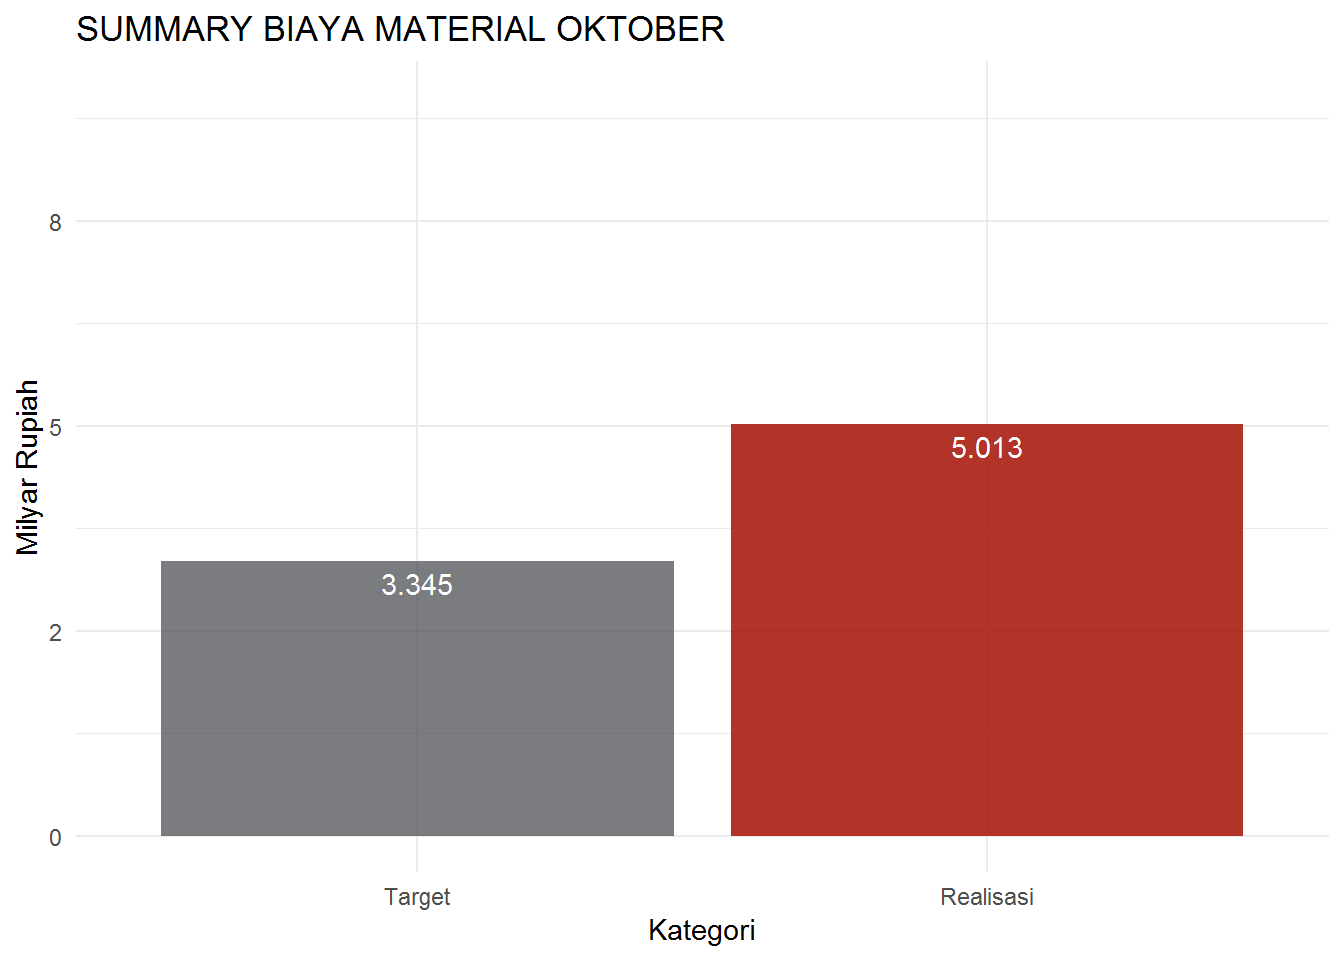 SUMMARY BIAYA MATERIAL OKTOBER
Milyar Rupiah
8
5
2
0
3.345
5.013
Target
Realisasi
Kategori